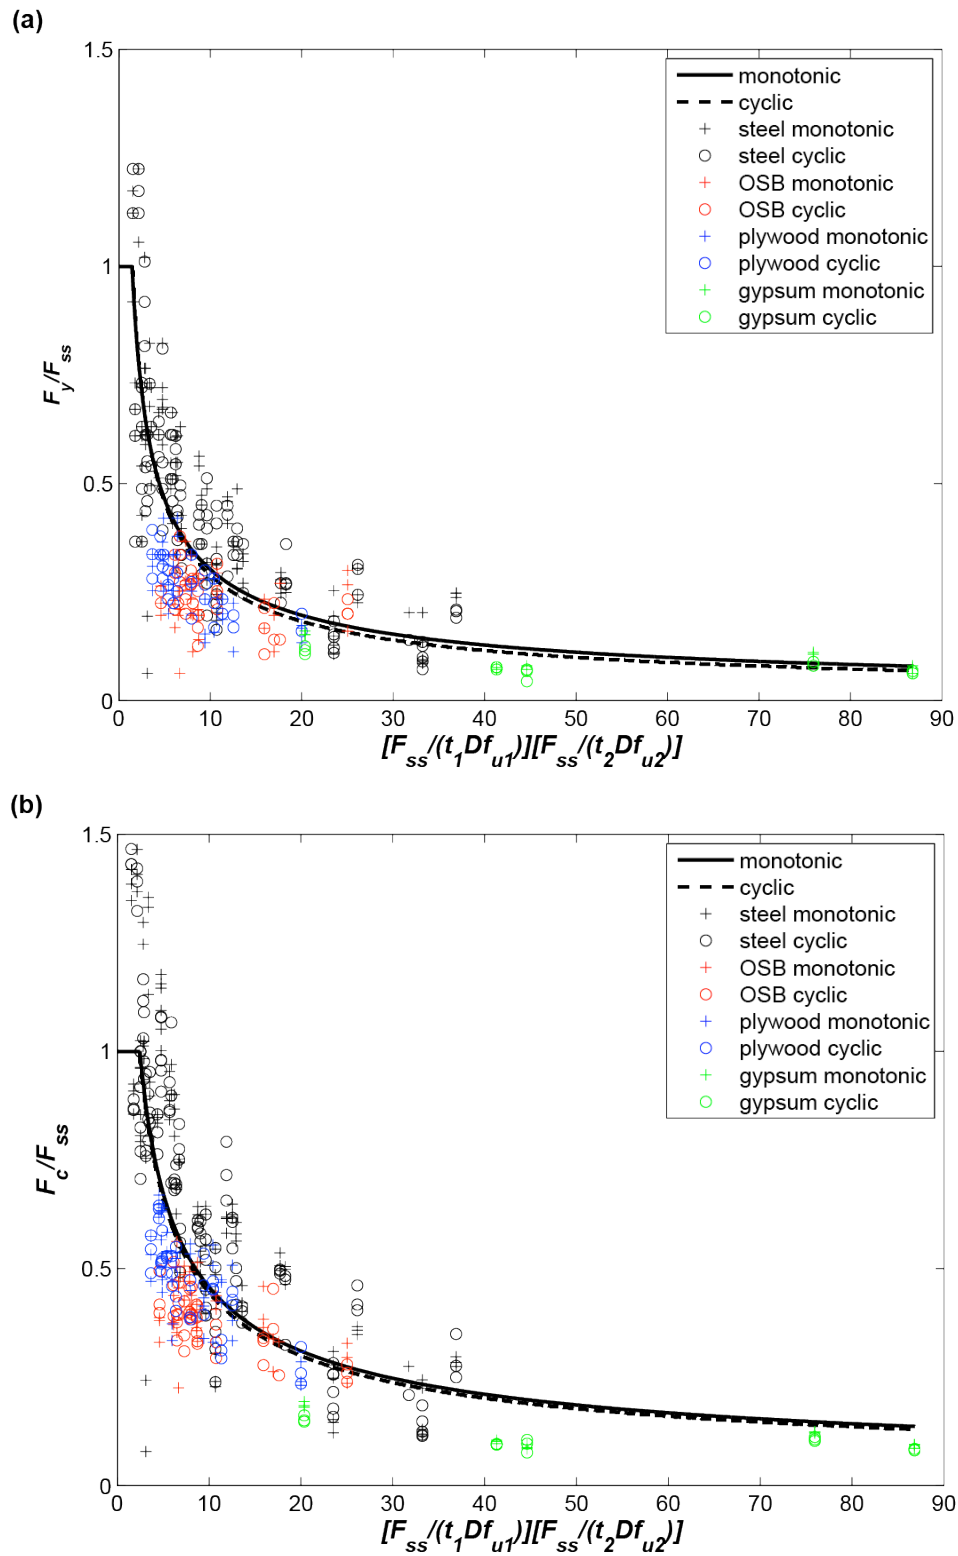 (a)
1.5
1
0.5
0
F_y/F_ss
monotonic
cyclic
steel monotonic
steel cyclic
OSB monotonic
OSB cyclic
plywood monotonic
plywood cyclic
gypsum monotonic
gypsum cyclic
0 10 20 30 40 50 60 70 80 90
[F_ss/(t_1Df_u1)][F_ss/(t_2Df_u2)]
(b)
1.5
1
0.5
0
F_c/F_ss
monotonic
cyclic
steel monotonic
steel cyclic
OSB monotonic
OSB cyclic
plywood monotonic
plywood cyclic
gypsum monotonic
gypsum cyclic
0 10 20 30 40 50 60 70 80 90
[F_ss/(t_1Df_u1)][F_ss/(t_2Df_u2)]